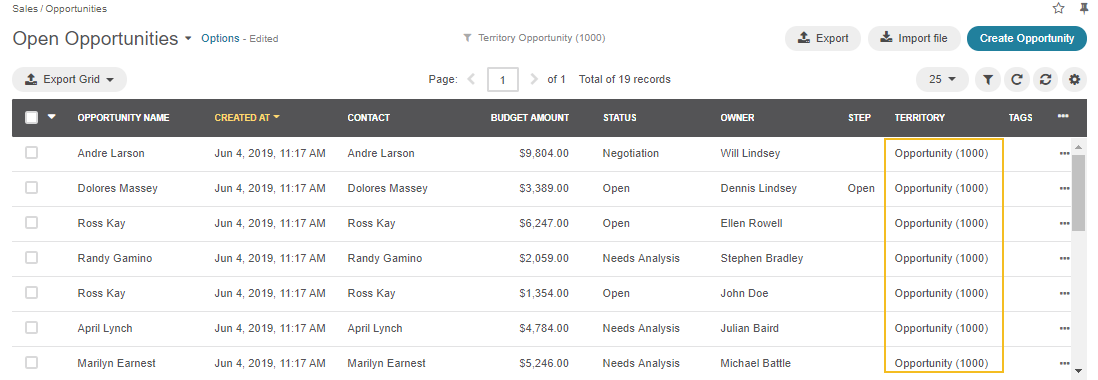 Sales / Opportunities
Open Opportunities Options - Edited Territory Opportunity (1000) Export Import file Create Opportunity
Export Grid Page: 1 of 1 Total of 19 records 25
OPPORTUNITY NAME CREATED AT CONTACT BUDGET AMOUNT STATUS OWNER STEP TERRITORY TAGS
Andre Larson Jun 4, 2019, 11:17 AM Andre Larson $9,804.00 Negotiation Will Lindsey Opportunity (1000)
Dolores Massey Jun 4, 2019, 11:17 AM Dolores Massey $3,389.00 Open Dennis Lindsey Open Opportunity (1000)
Ross Kay Jun 4, 2019, 11:17 AM Ross Kay $6,247.00 Open Ellen Rowell Opportunity (1000)
Randy Gamino Jun 4, 2019, 11:17 AM Randy Gamino $2,059.00 Needs Analysis Stephen Bradley Opportunity (1000)
Ross Kay Jun 4, 2019, 11:17 AM Ross Kay $1,354.00 Open John Doe Opportunity (1000)
April Lynch Jun 4, 2019, 11:17 AM April Lynch $4,784.00 Needs Analysis Julian Baird Opportunity (1000)
Marilyn Earnest Jun 4, 2019, 11:17 AM Marilyn Earnest $5,246.00 Needs Analysis Michael Battle Opportunity (1000)